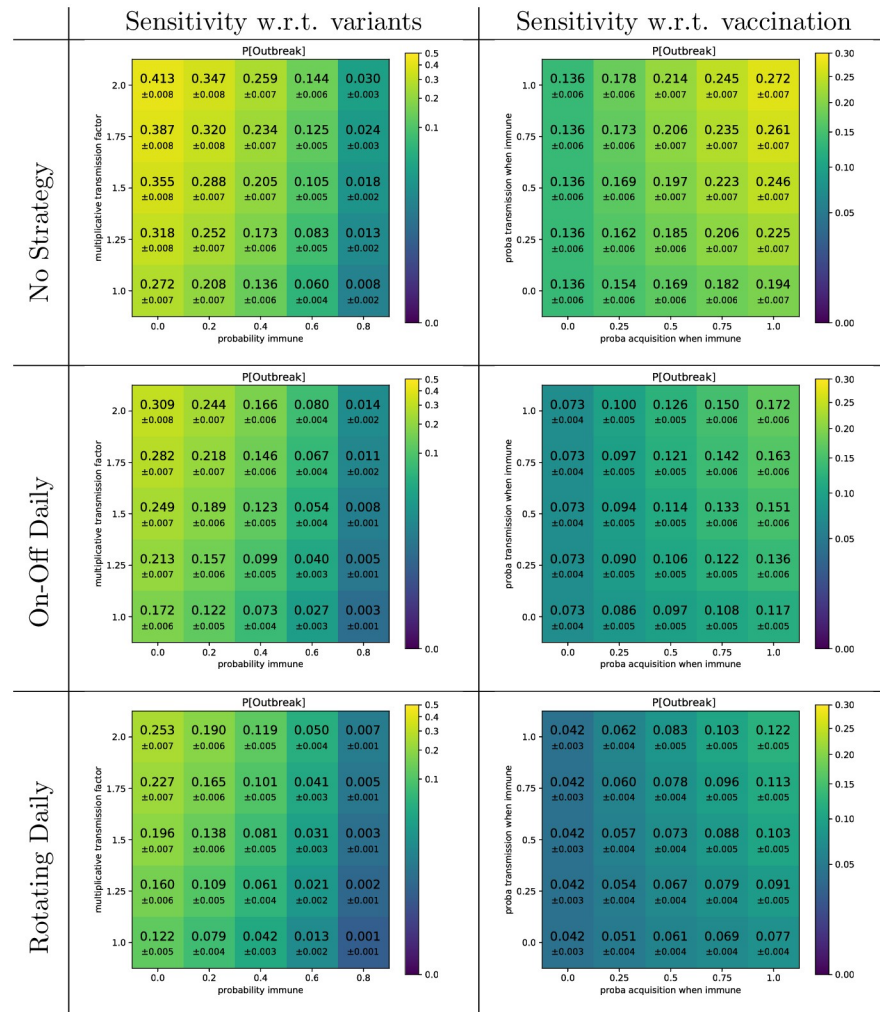 Sensitivity w.r.t. variants
Sensitivity w.r.t. vaccination
No Strategy
P[Outbreak]
multiplicative transmission factor
2.0 0.413 0.347 0.259 0.144 0.030
±0.008 ±0.008 ±0.007 ±0.006 ±0.003
1.75 0.387 0.320 0.234 0.125 0.024
±0.008 ±0.008 ±0.007 ±0.005 ±0.003
1.5 0.355 0.288 0.205 0.105 0.018
±0.008 ±0.007 ±0.007 ±0.005 ±0.002
1.25 0.318 0.252 0.173 0.083 0.013
±0.008 ±0.007 ±0.006 ±0.005 ±0.002
1.0 0.272 0.208 0.136 0.060 0.008
±0.007 ±0.007 ±0.006 ±0.004 ±0.002
0.0 0.2 0.4 0.6 0.8
probability immune
0.5
0.4
0.3
0.2
0.1
0.0
P[Outbreak]
proba transmission when immune
1.0 0.136 0.178 0.214 0.245 0.272
±0.006 ±0.006 ±0.007 ±0.007 ±0.007
0.75 0.136 0.173 0.206 0.235 0.261
±0.006 ±0.006 ±0.007 ±0.007 ±0.007
0.5 0.136 0.169 0.197 0.223 0.246
±0.006 ±0.006 ±0.007 ±0.007 ±0.007
0.25 0.136 0.162 0.185 0.206 0.225
±0.006 ±0.006 ±0.006 ±0.007 ±0.007
0.0 0.136 0.154 0.169 0.182 0.194
±0.006 ±0.006 ±0.006 ±0.006 ±0.007
0.0 0.25 0.5 0.75 1.0
proba acquisition when immune
0.30
0.25
0.20
0.15
0.10
0.05
0.00
On-Off Daily
P[Outbreak]
multiplicative transmission factor
2.0 0.309 0.244 0.166 0.080 0.014
±0.008 ±0.007 ±0.006 ±0.004 ±0.002
1.75 0.282 0.218 0.146 0.067 0.011
±0.007 ±0.007 ±0.006 ±0.004 ±0.002
1.5 0.249 0.189 0.123 0.054 0.008
±0.007 ±0.006 ±0.005 ±0.004 ±0.001
1.25 0.213 0.157 0.099 0.040 0.005
±0.007 ±0.006 ±0.005 ±0.003 ±0.001
1.0 0.172 0.122 0.073 0.027 0.003
±0.006 ±0.005 ±0.004 ±0.003 ±0.001
0.0 0.2 0.4 0.6 0.8
probability immune
0.5
0.4
0.3
0.2
0.1
0.0
P[Outbreak]
proba transmission when immune
1.0 0.073 0.100 0.126 0.150 0.172
±0.004 ±0.005 ±0.005 ±0.006 ±0.006
0.75 0.073 0.097 0.121 0.142 0.163
±0.004 ±0.005 ±0.005 ±0.006 ±0.006
0.5 0.073 0.094 0.114 0.133 0.151
±0.004 ±0.005 ±0.005 ±0.006 ±0.006
0.25 0.073 0.090 0.106 0.122 0.136
±0.004 ±0.005 ±0.005 ±0.005 ±0.006
0.0 0.073 0.086 0.097 0.108 0.117
±0.004 ±0.005 ±0.005 ±0.005 ±0.005
0.0 0.25 0.5 0.75 1.0
proba acquisition when immune
0.30
0.25
0.20
0.15
0.10
0.05
0.00
Rotating Daily
P[Outbreak]
multiplicative transmission factor
2.0 0.253 0.190 0.119 0.050 0.007
±0.007 ±0.006 ±0.005 ±0.004 ±0.001
1.75 0.227 0.165 0.101 0.041 0.005
±0.007 ±0.006 ±0.005 ±0.003 ±0.001
1.5 0.196 0.138 0.081 0.031 0.003
±0.007 ±0.006 ±0.005 ±0.003 ±0.001
1.25 0.160 0.109 0.061 0.021 0.002
±0.006 ±0.005 ±0.004 ±0.002 ±0.001
1.0 0.122 0.079 0.042 0.013 0.001
±0.005 ±0.004 ±0.003 ±0.002 ±0.001
0.0 0.2 0.4 0.6 0.8
probability immune
0.5
0.4
0.3
0.2
0.1
0.0
P[Outbreak]
proba transmission when immune
1.0 0.042 0.062 0.083 0.103 0.122
±0.003 ±0.004 ±0.005 ±0.005 ±0.005
0.75 0.042 0.060 0.078 0.096 0.113
±0.003 ±0.004 ±0.004 ±0.005 ±0.005
0.5 0.042 0.057 0.073 0.088 0.103
±0.003 ±0.004 ±0.004 ±0.005 ±0.005
0.25 0.042 0.054 0.067 0.079 0.091
±0.003 ±0.004 ±0.004 ±0.004 ±0.005
0.0 0.042 0.051 0.061 0.069 0.077
±0.003 ±0.003 ±0.004 ±0.004 ±0.004
0.0 0.25 0.5 0.75 1.0
proba acquisition when immune
0.30
0.25
0.20
0.15
0.10
0.05
0.00